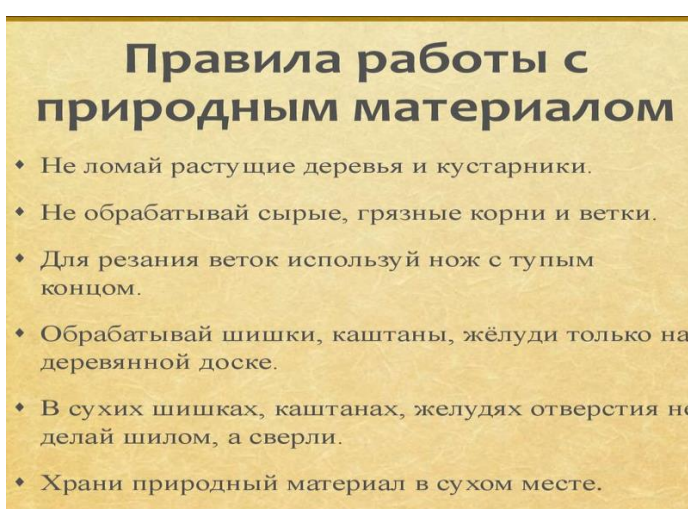 Правила работы с
природным материалом
Не ломай растущие деревья и кустарники.
Не обрабатывай сырые, грязные корни и ветки.
Для резания веток используй нож с тупым
концом.
Обрабатывай шишки, каштаны, жёлуди только на
деревянной доске.
В сухих шишках, каштанах, желудях отверстия не
делай шилом, а сверли.
Храни природный материал в сухом месте.